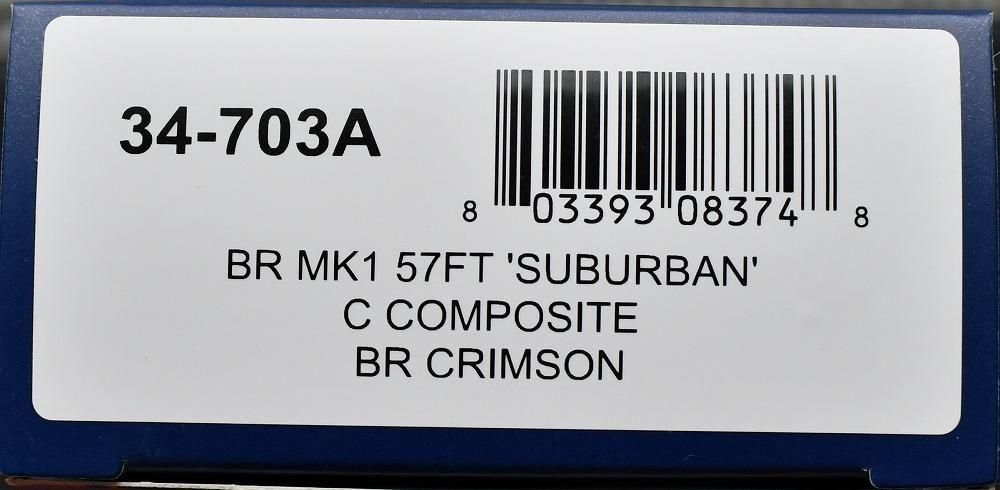 34-703A
8 03393 08374 8
BR MK1 57FT 'SUBURBAN'
C COMPOSITE
BR CRIMSON